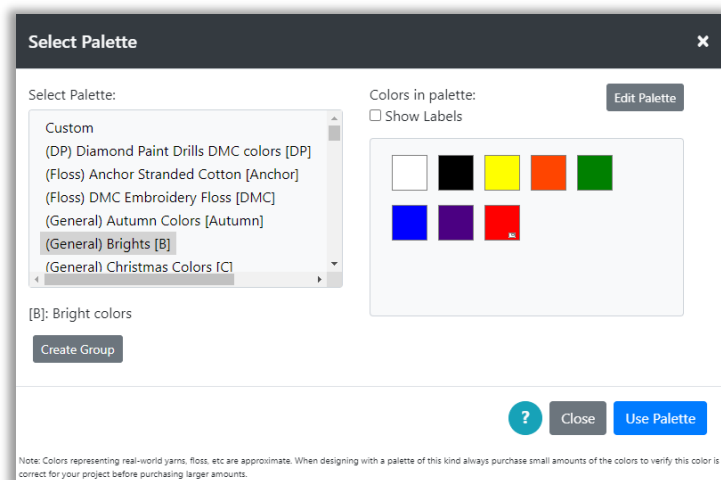 Select Palette
×
Select Palette:
Custom
(DP) Diamond Paint Drills DMC colors [DP]
(Floss) Anchor Stranded Cotton [Anchor]
(Floss) DMC Embroidery Floss [DMC]
(General) Autumn Colors [Autumn]
(General) Brights [B]
(General) Christmas Colors [C]
[B]: Bright colors
Create Group
Colors in palette:
Edit Palette
Show Labels
?
Close
Use Palette
Note: Colors representing real-world yarns, floss, etc are approximate. When designing with a palette of this kind always purchase small amounts of the colors to verify this color is
correct for your project before purchasing larger amounts.